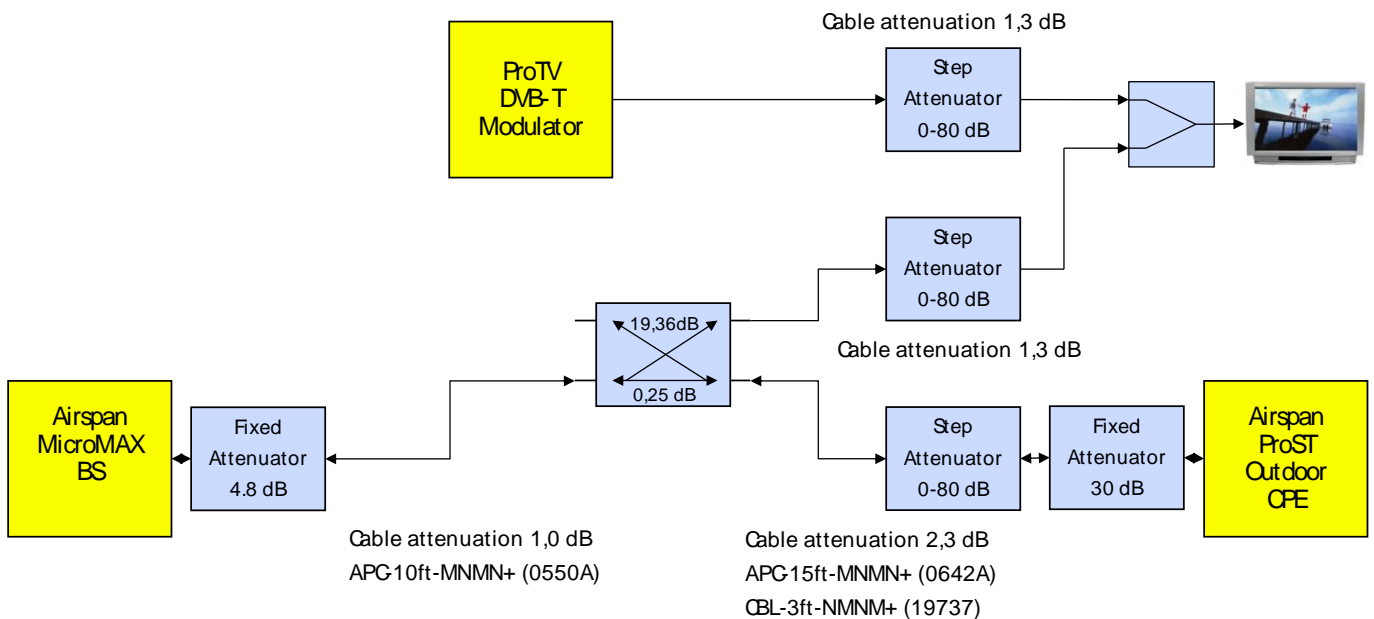 Cable attenuation 1,3 dB
ProTV
DVB-T
Modulator
Step
Attenuator
0-80 dB
Step
Attenuator
0-80 dB
Cable attenuation 1,3 dB
19,36dB
0,25 dB
Airspan
MicroMAX
BS
Fixed
Attenuator
4.8 dB
Step
Attenuator
0-80 dB
Fixed
Attenuator
30 dB
Airspan
ProST
Outdoor
CPE
Cable attenuation 1,0 dB
APC-10ft-MNMN+ (0550A)
Cable attenuation 2,3 dB
APC-15ft-MNMN+ (0642A)
CBL-3ft-NMNM+ (19737)